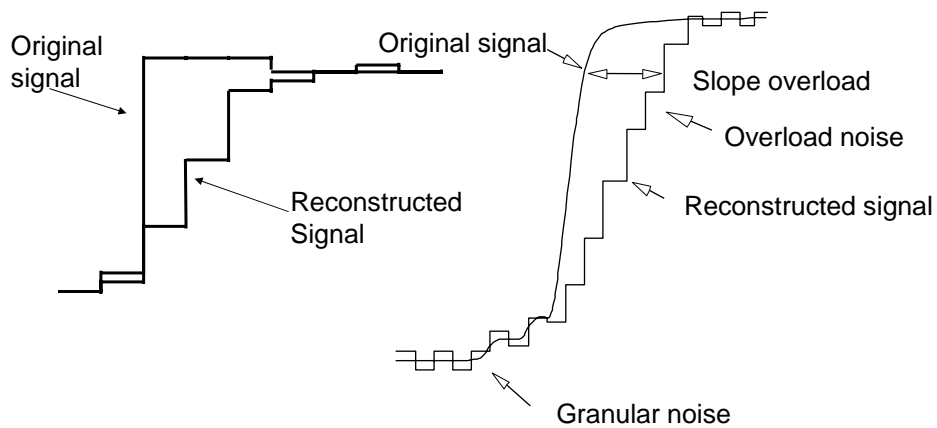 Original
signal
Reconstructed
Signal
Original signal
Slope overload
Overload noise
Reconstructed signal
Granular noise